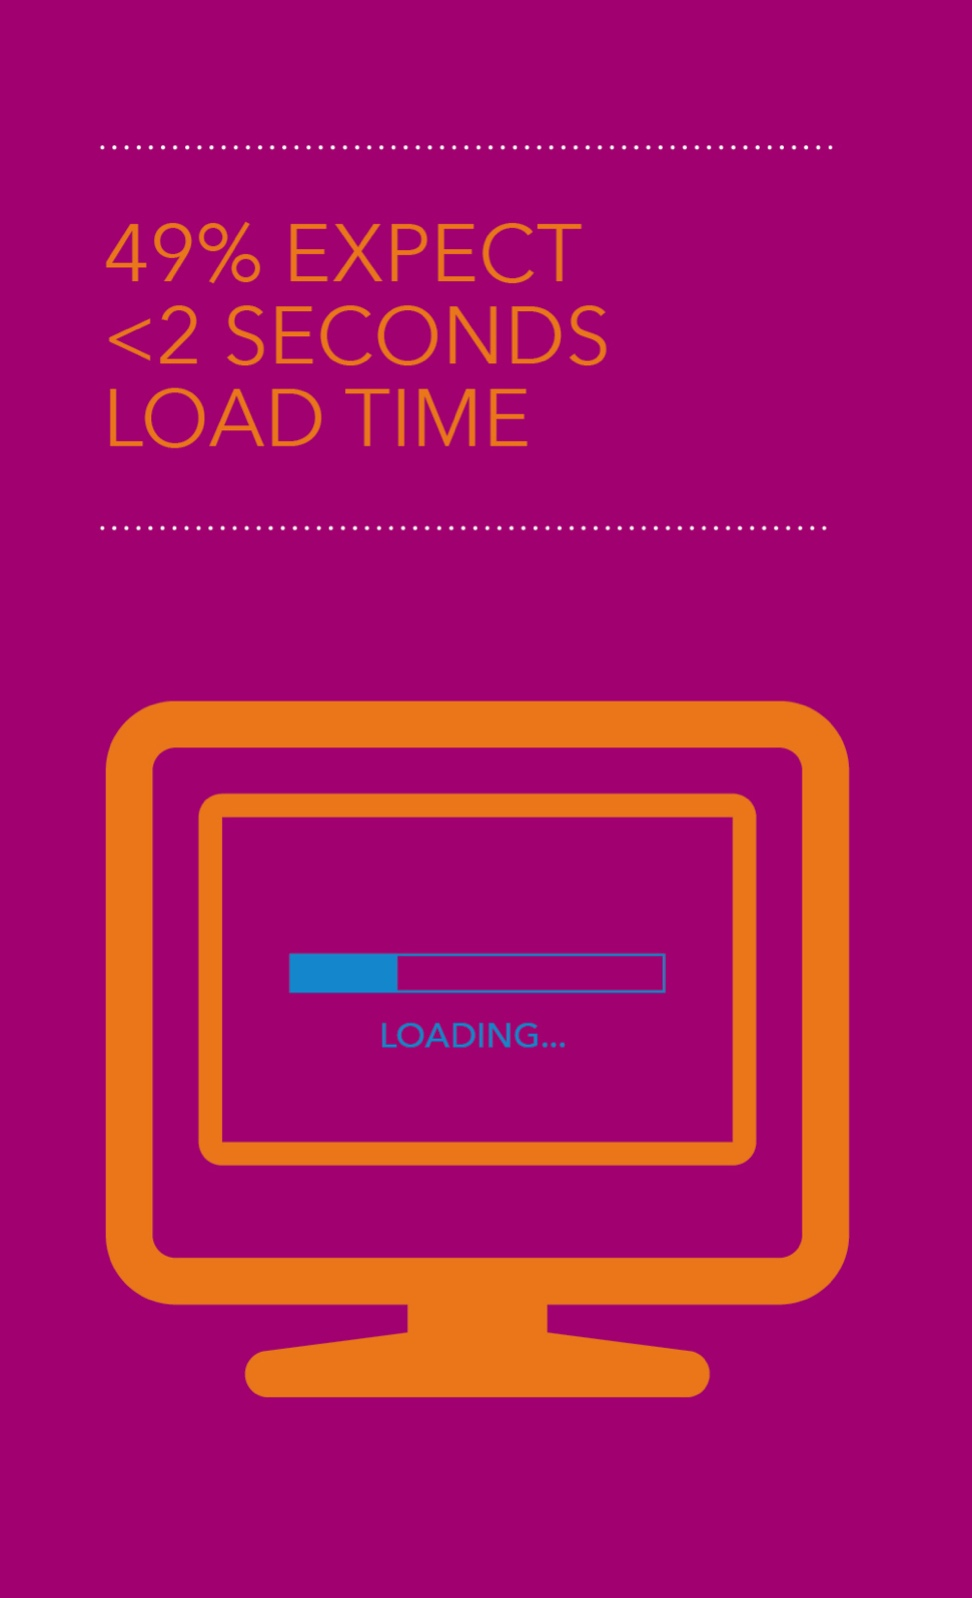 49% EXPECT
<2 SECONDS
LOAD TIME
LOADING...